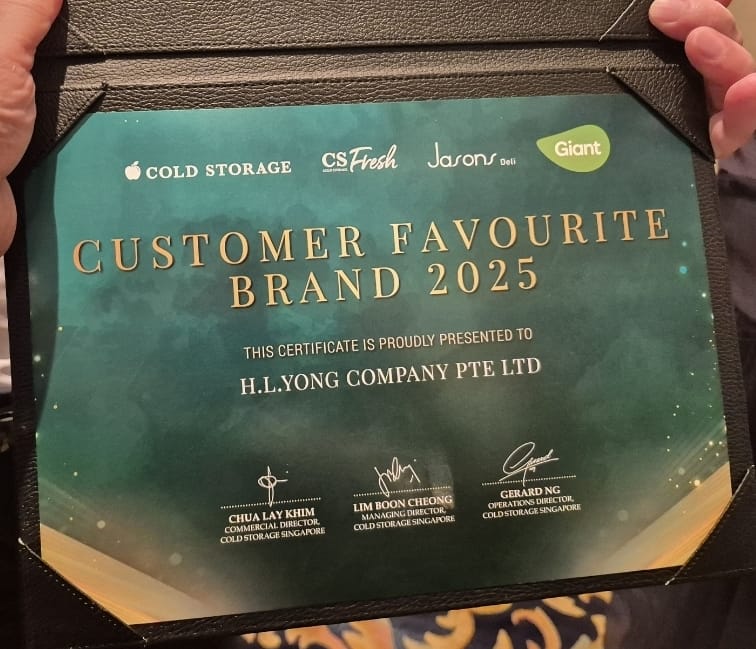 COLD STORAGE
CS Fresh
COLD STORAGE
Jasons Deli
Giant
CUSTOMER FAVOURITE
BRAND 2025
THIS CERTIFICATE IS PROUDLY PRESENTED TO
H.L.YONG COMPANY PTE LTD
CHUA LAY KHIM
COMMERCIAL DIRECTOR,
COLD STORAGE SINGAPORE
LIM BOON CHEONG
MANAGING DIRECTOR,
COLD STORAGE SINGAPORE
GERARD NG
OPERATIONS DIRECTOR,
COLD STORAGE SINGAPORE